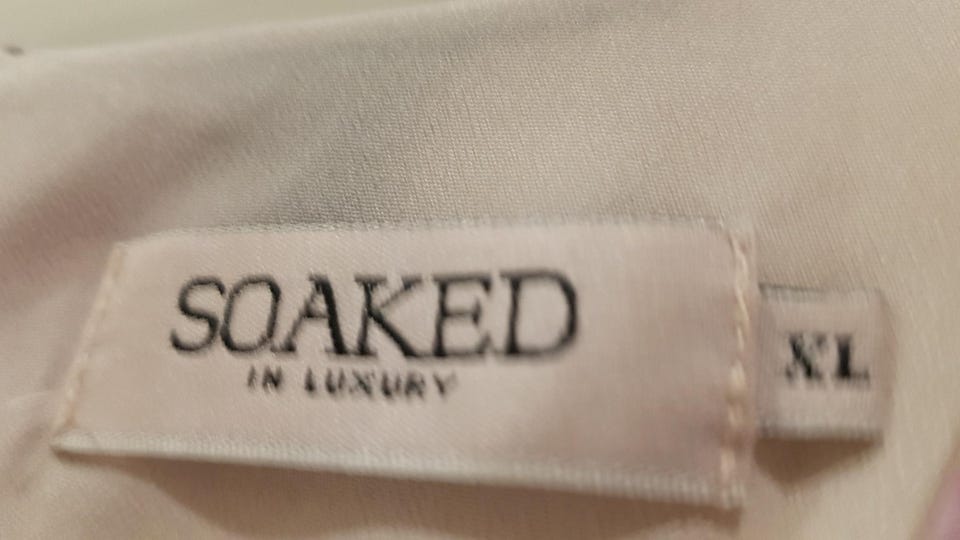 SOAKED
IN LUXURY
XL